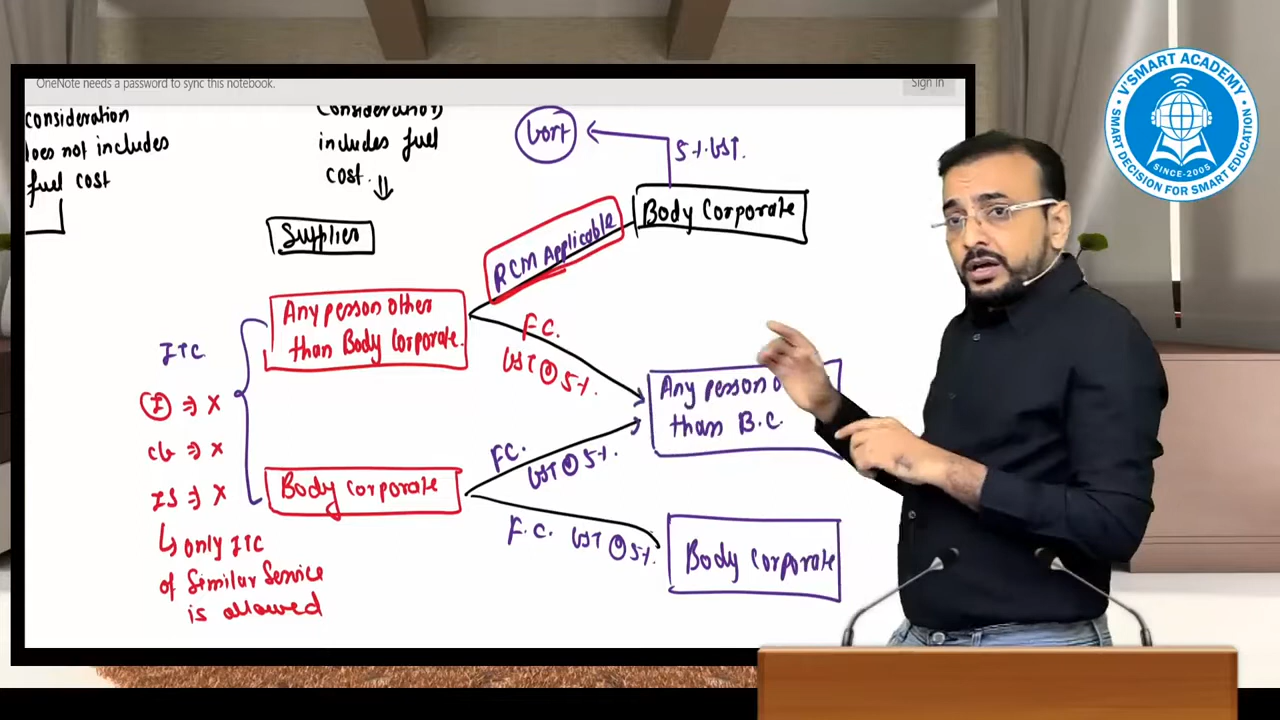 OneNote needs a password to sync this notebook.
Sign in
consideration
does not includes
fuel cost
consideration
includes fuel
cost.
Supplier
Govt
5%. GST.
Body Corporate
RCM Applicable
Any person other
than Body Corporate.
F.C.
GST @ 5%.
ITC
I ⇒ X
CG ⇒ X
IS ⇒ X
↳ only ITC
of Similar Service
is allowed
Any person o
than B.C.
FC.
GST @ 5%.
Body Corporate
F.C. GST @ 5%.
Body Corporate
V'SMART ACADEMY
SINCE-2005
SMART DECISION FOR SMART EDUCATION